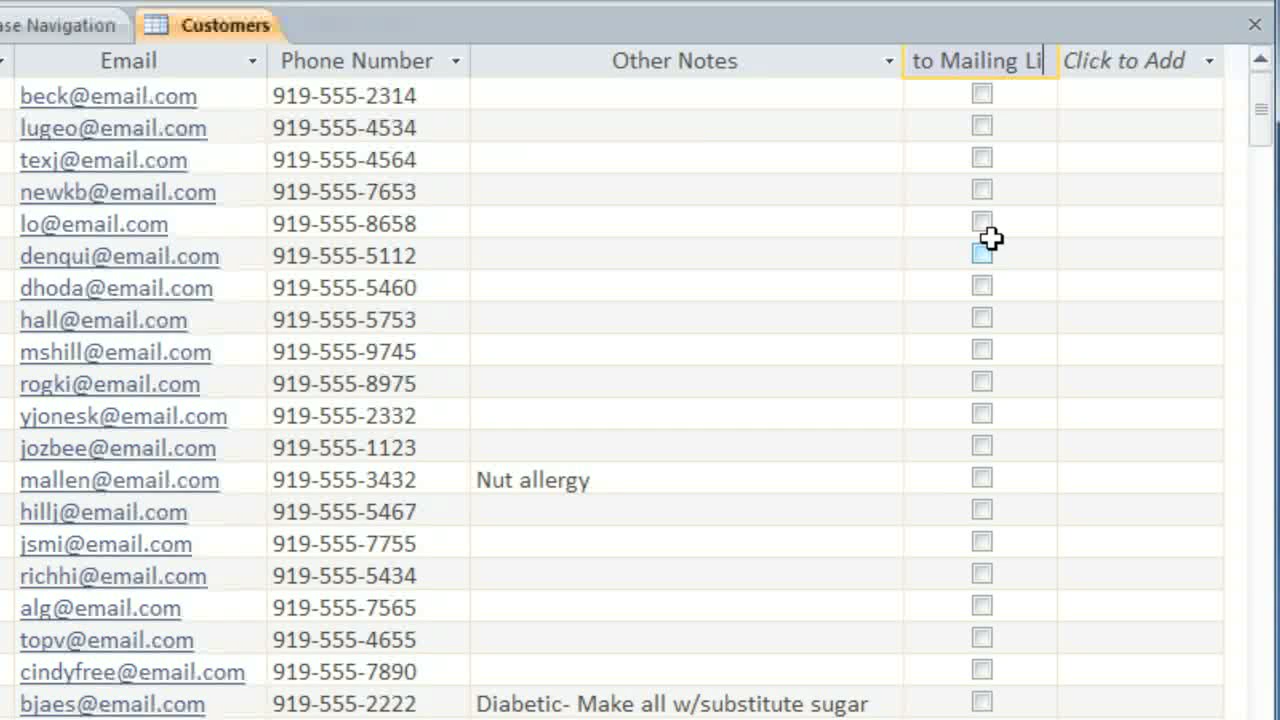 ase Navigation Customers
Email Phone Number Other Notes to Mailing Li Click to Add
beck@email.com 919-555-2314
lugeo@email.com 919-555-4534
texj@email.com 919-555-4564
newkb@email.com 919-555-7653
lo@email.com 919-555-8658
denqui@email.com 919-555-5112
dhoda@email.com 919-555-5460
hall@email.com 919-555-5753
mshill@email.com 919-555-9745
rogki@email.com 919-555-8975
yjonesk@email.com 919-555-2332
jozbee@email.com 919-555-1123
mallen@email.com 919-555-3432 Nut allergy
hillj@email.com 919-555-5467
jsmi@email.com 919-555-7755
richhi@email.com 919-555-5434
alg@email.com 919-555-7565
topv@email.com 919-555-4655
cindyfree@email.com 919-555-7890
bjaes@email.com 919-555-2222 Diabetic- Make all w/substitute sugar